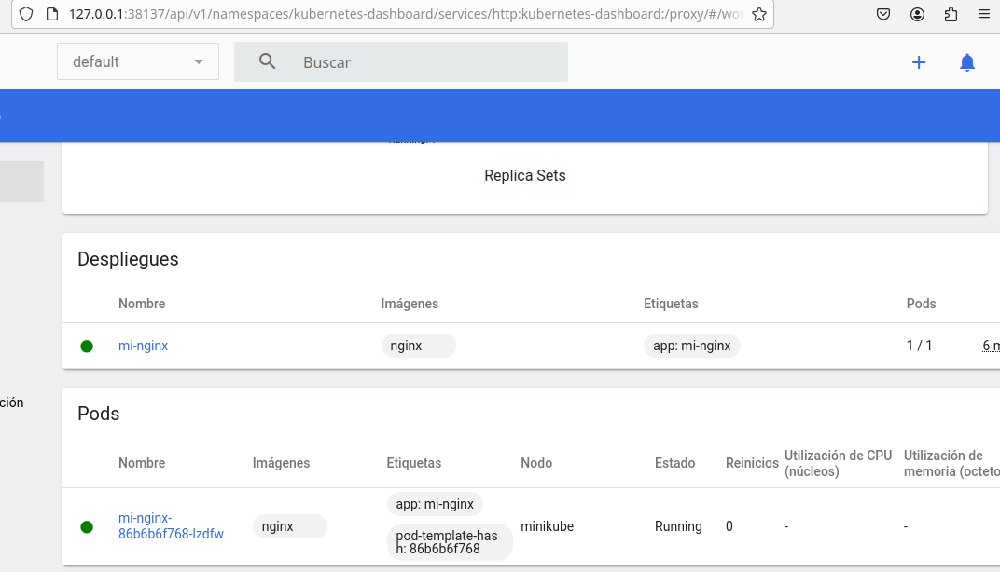 127.0.0.1:38137/api/v1/namespaces/kubernetes-dashboard/services/http:kubernetes-dashboard:/proxy/#/wo
default
Buscar
Replica Sets
Despliegues
Nombre Imágenes Etiquetas Pods
mi-nginx nginx app: mi-nginx 1 / 1 6 m
ción
Pods
Nombre Imágenes Etiquetas Nodo Estado Reinicios Utilización de CPU (núcleos) Utilización de memoria (octeto
app: mi-nginx
mi-nginx-
86b6b6f768-lzdfw nginx minikube Running 0 - -
pod-template-has
h: 86b6b6f768